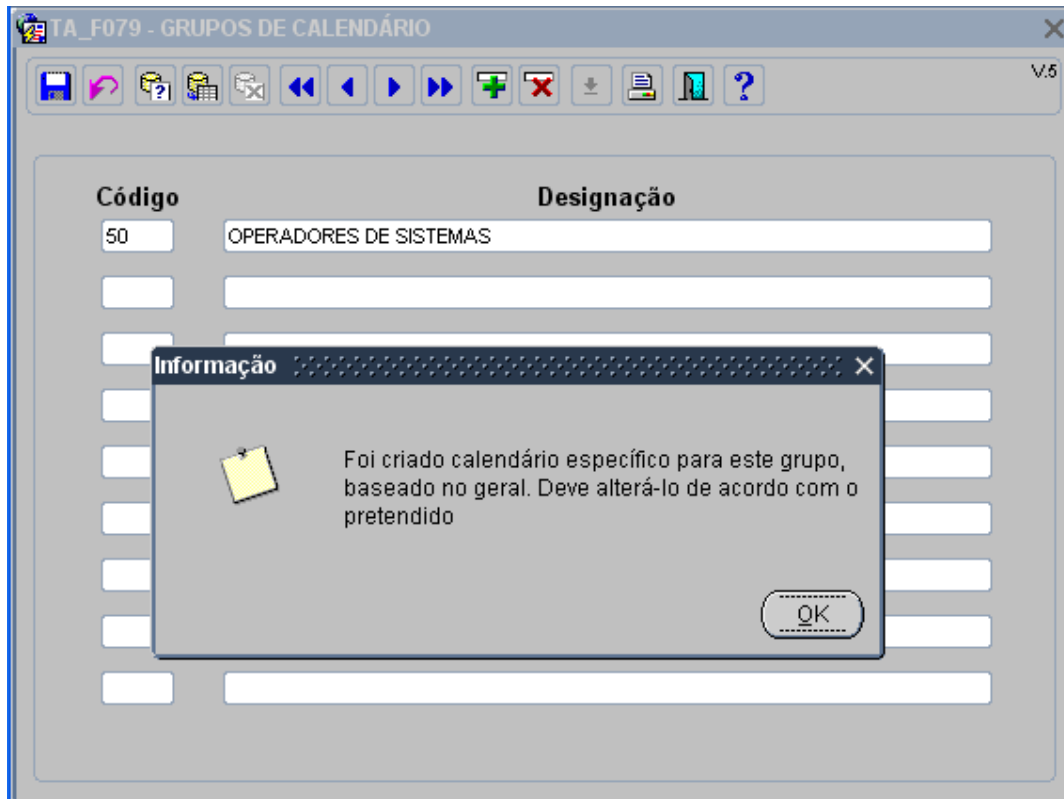 TA_F079 - GRUPOS DE CALENDÁRIO
V.5
Código Designação
50 OPERADORES DE SISTEMAS
Informação
Foi criado calendário específico para este grupo,
baseado no geral. Deve alterá-lo de acordo com o
pretendido
OK